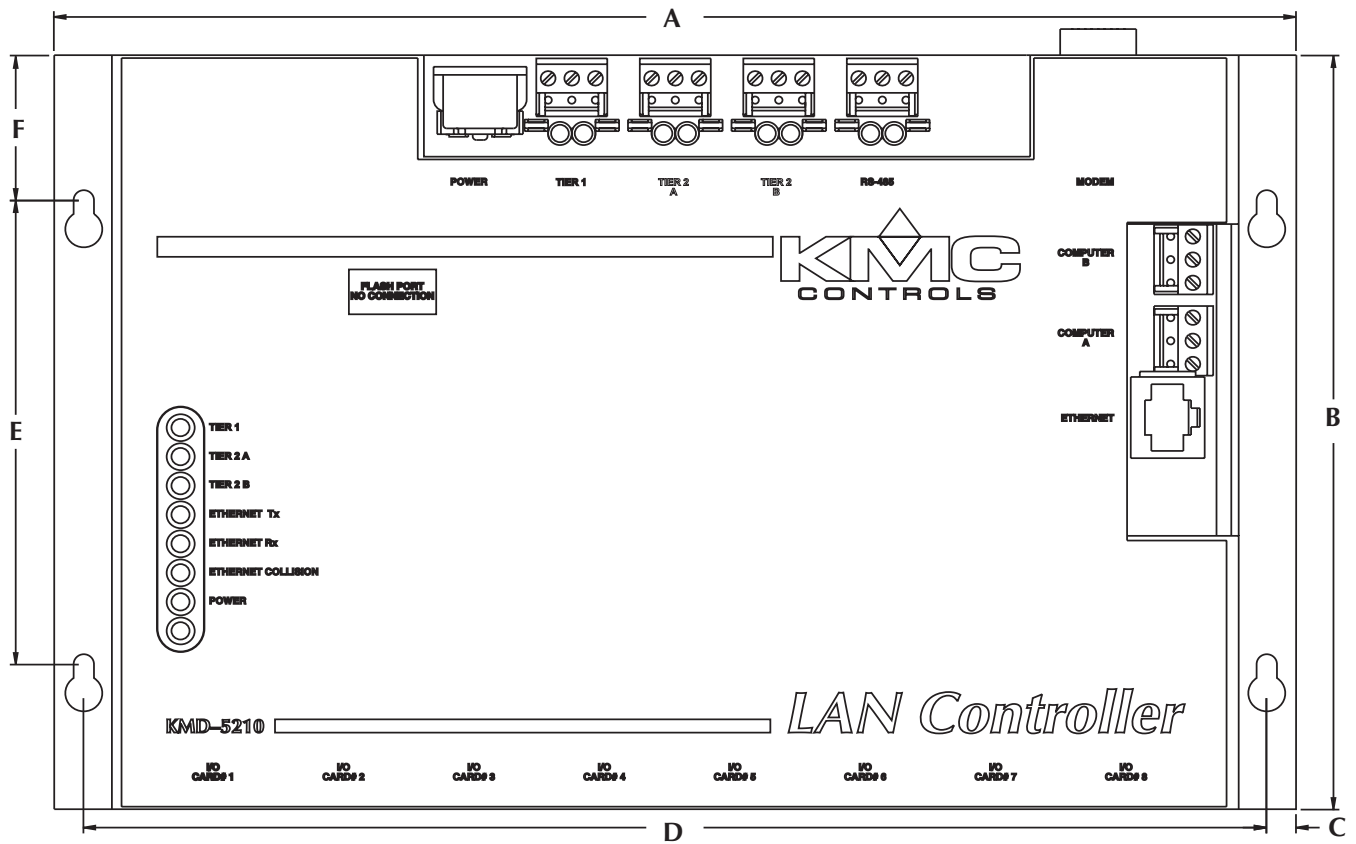 A
F
POWER
TIER 1
TIER 2
A
TIER 2
B
RS-485
MODEM
KMC
CONTROLS
COMPUTER
B
FLASH PORT
NO CONNECTION
COMPUTER
A
ETHERNET
B
E
TIER 1
TIER 2 A
TIER 2 B
ETHERNET Tx
ETHERNET Rx
ETHERNET COLLISION
POWER
KMD–5210
LAN Controller
I/O
CARD# 1
I/O
CARD# 2
I/O
CARD# 3
I/O
CARD# 4
I/O
CARD# 5
I/O
CARD# 6
I/O
CARD# 7
I/O
CARD# 8
D
C